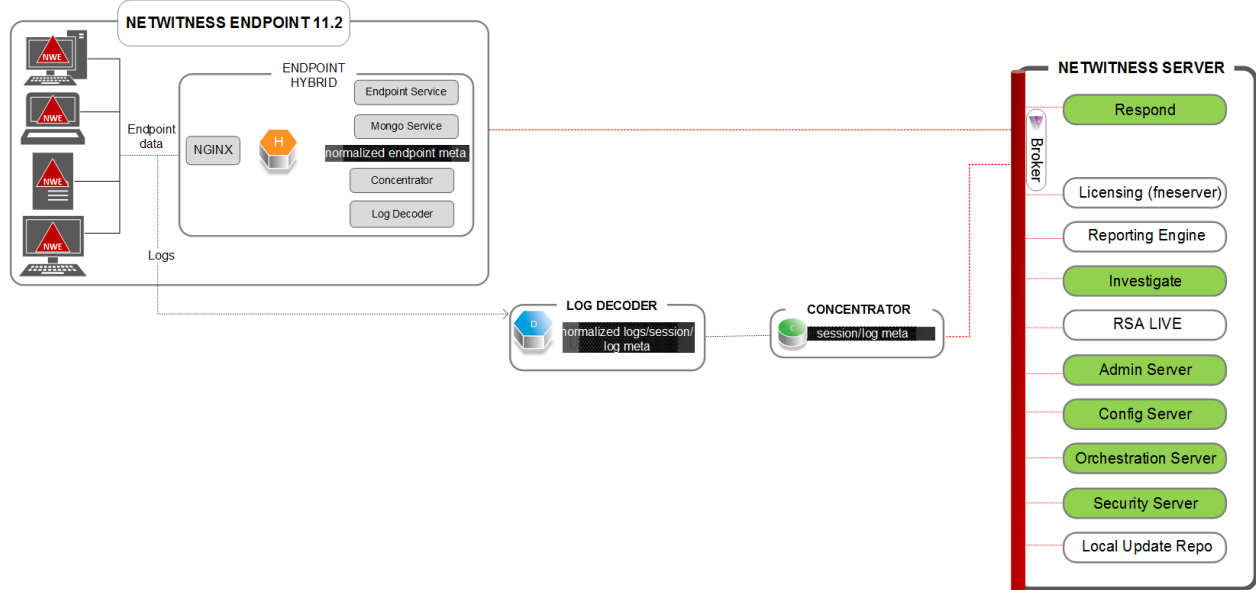 NETWITNESS ENDPOINT 11.2
NWE
NWE
NWE
NWE
Endpoint
data
Logs
ENDPOINT
HYBRID
NGINX
H
Endpoint Service
Mongo Service
normalized endpoint meta
Concentrator
Log Decoder
LOG DECODER
D
normalized logs/session/
log meta
CONCENTRATOR
C
session/log meta
NETWITNESS SERVER
Broker
Respond
Licensing (fneserver)
Reporting Engine
Investigate
RSA LIVE
Admin Server
Config Server
Orchestration Server
Security Server
Local Update Repo